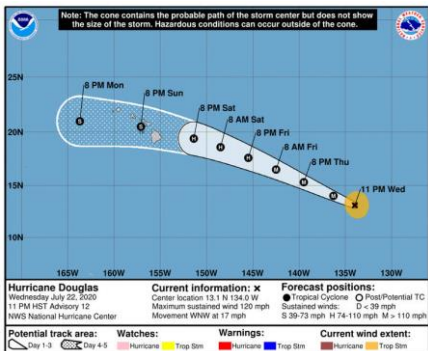 Note: The cone contains the probable path of the storm center but does not show
the size of the storm. Hazardous conditions can occur outside of the cone.
NOAA
25N
20N
15N
10N
8 PM Mon
8 PM Sun
8 PM Sat
8 AM Sat
8 PM Fri
8 AM Fri
8 PM Thu
11 PM Wed
S
S
H
H
H
H
H
H
165W
160W
155W
150W
145W
140W
135W
130W
Hurricane Douglas
Wednesday July 22, 2020
11 PM HST Advisory 12
NWS National Hurricane Center
Current information: x
Center location 13.1 N 134.0 W
Maximum sustained wind 120 mph
Movement WNW at 17 mph
Forecast positions:
Tropical Cyclone Post/Potential TC
Sustained winds: D < 39 mph
S 39-73 mph H 74-110 mph M > 110 mph
Potential track area:
Day 1-3 Day 4-5
Watches:
Hurricane Trop Stm
Warnings:
Hurricane Trop Stm
Current wind extent:
Hurricane Trop Stm